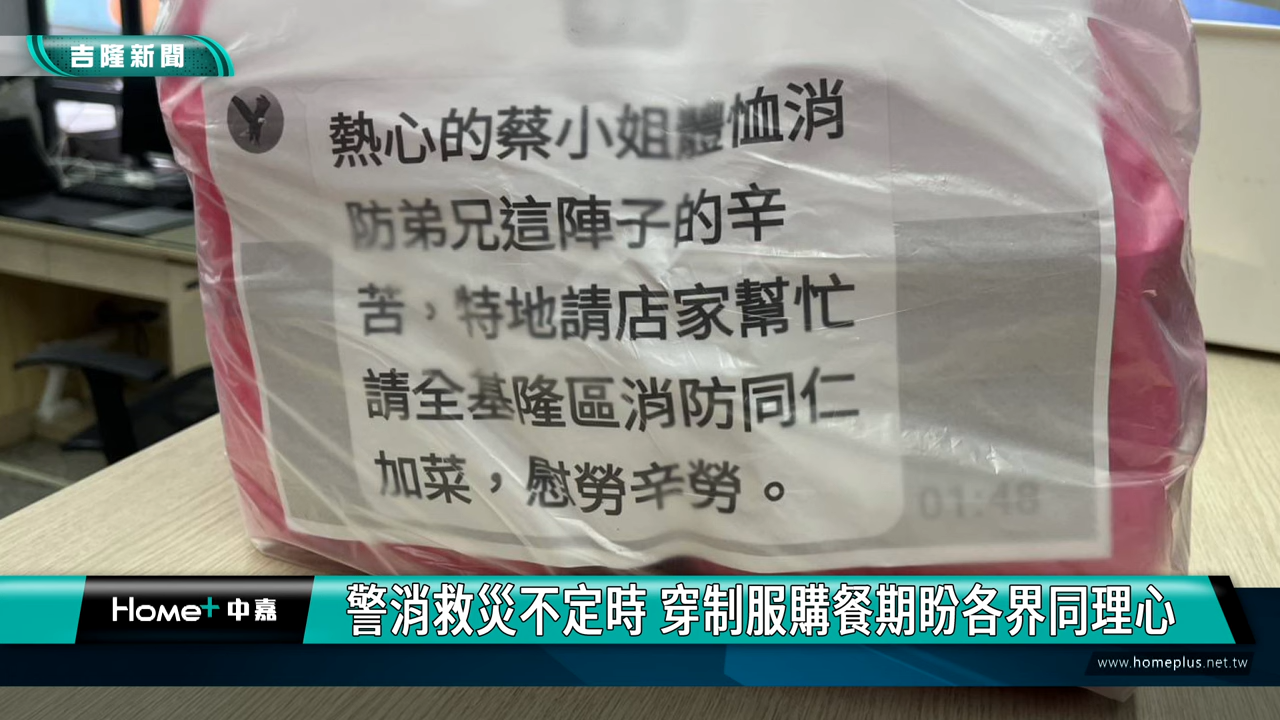 吉隆新聞
熱心的蔡小姐體恤消
防弟兄這陣子的辛
苦，特地請店家幫忙
請全基隆區消防同仁
加菜，慰勞辛勞。
01:48
Home+中嘉
警消救災不定時 穿制服購餐期盼各界同理心
www.homeplus.net.tw